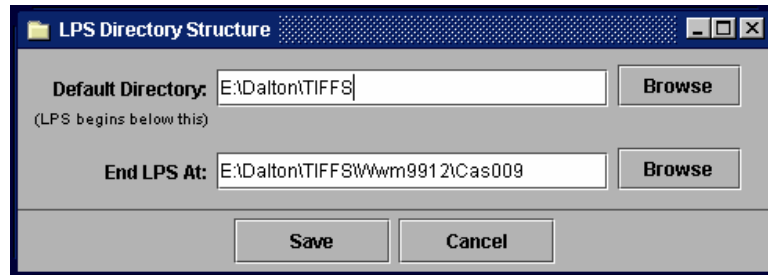 LPS Directory Structure
Default Directory: E:\Dalton\TIFFS Browse
(LPS begins below this)
End LPS At: E:\Dalton\TIFFS\Wwm9912\Cas009 Browse
Save Cancel